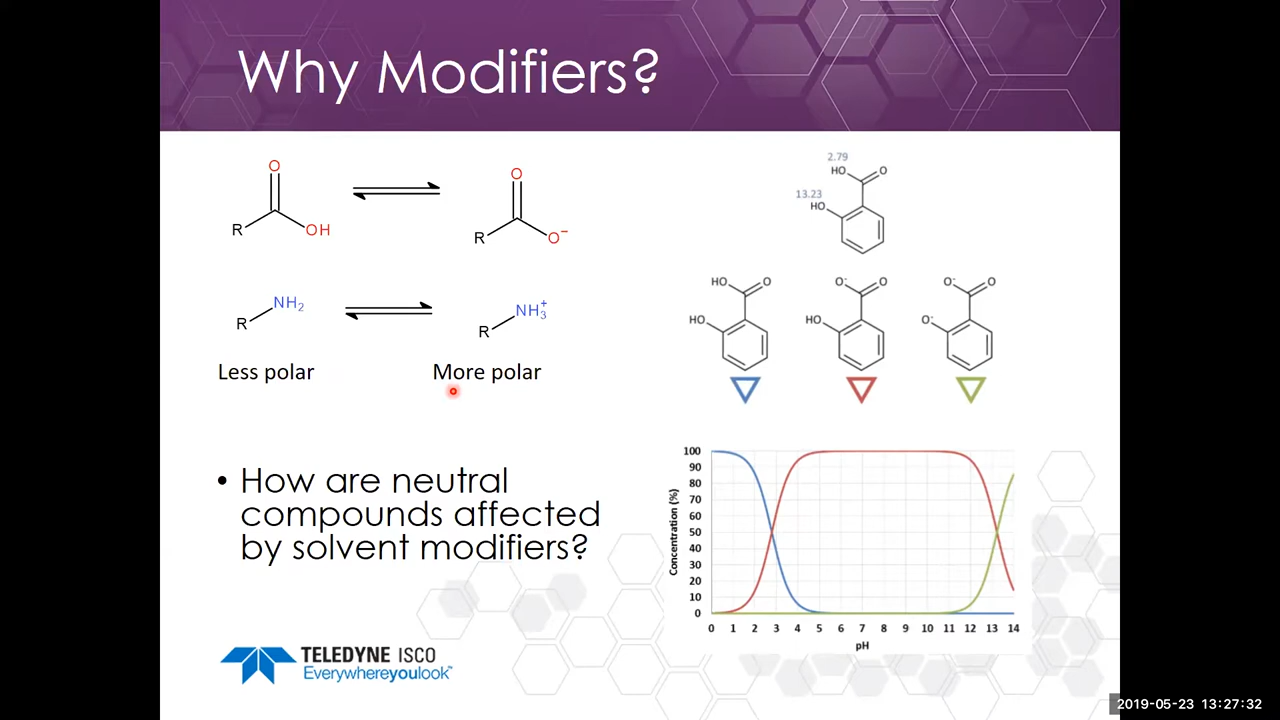 Why Modifiers?
O
R
OH
O
R
O⁻
NH₂
R
NH₃⁺
R
Less polar
More polar
2.79
HO
O
13.23
HO
HO
O
HO
O⁻
O
HO
O⁻
O
O⁻
• How are neutral
compounds affected
by solvent modifiers?
Concentration (%)
100
90
80
70
60
50
40
30
20
10
0
0 1 2 3 4 5 6 7 8 9 10 11 12 13 14
pH
TELEDYNE ISCO
Everywhereyoulook™
2019-05-23 13:27:32